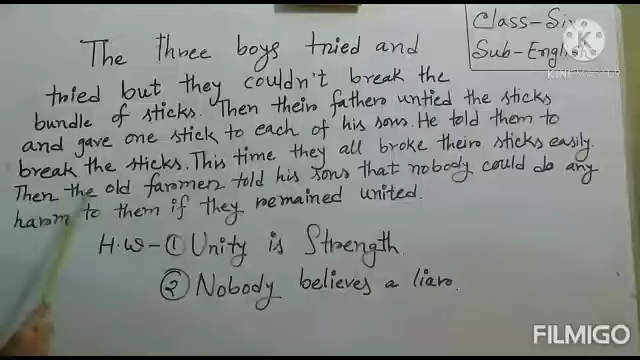 Class-Six
Sub-English
KINEMASTER
The three boys tried and
tried but they couldn't break the
bundle of sticks. Then their father untied the sticks
and gave one stick to each of his sons. He told them to
break the sticks. This time they all broke their sticks easily.
Then the old farmer told his sons that nobody could do any
harm to them if they remained united.
H.W-① Unity is Strength
② Nobody believes a liar.
FILMIGO